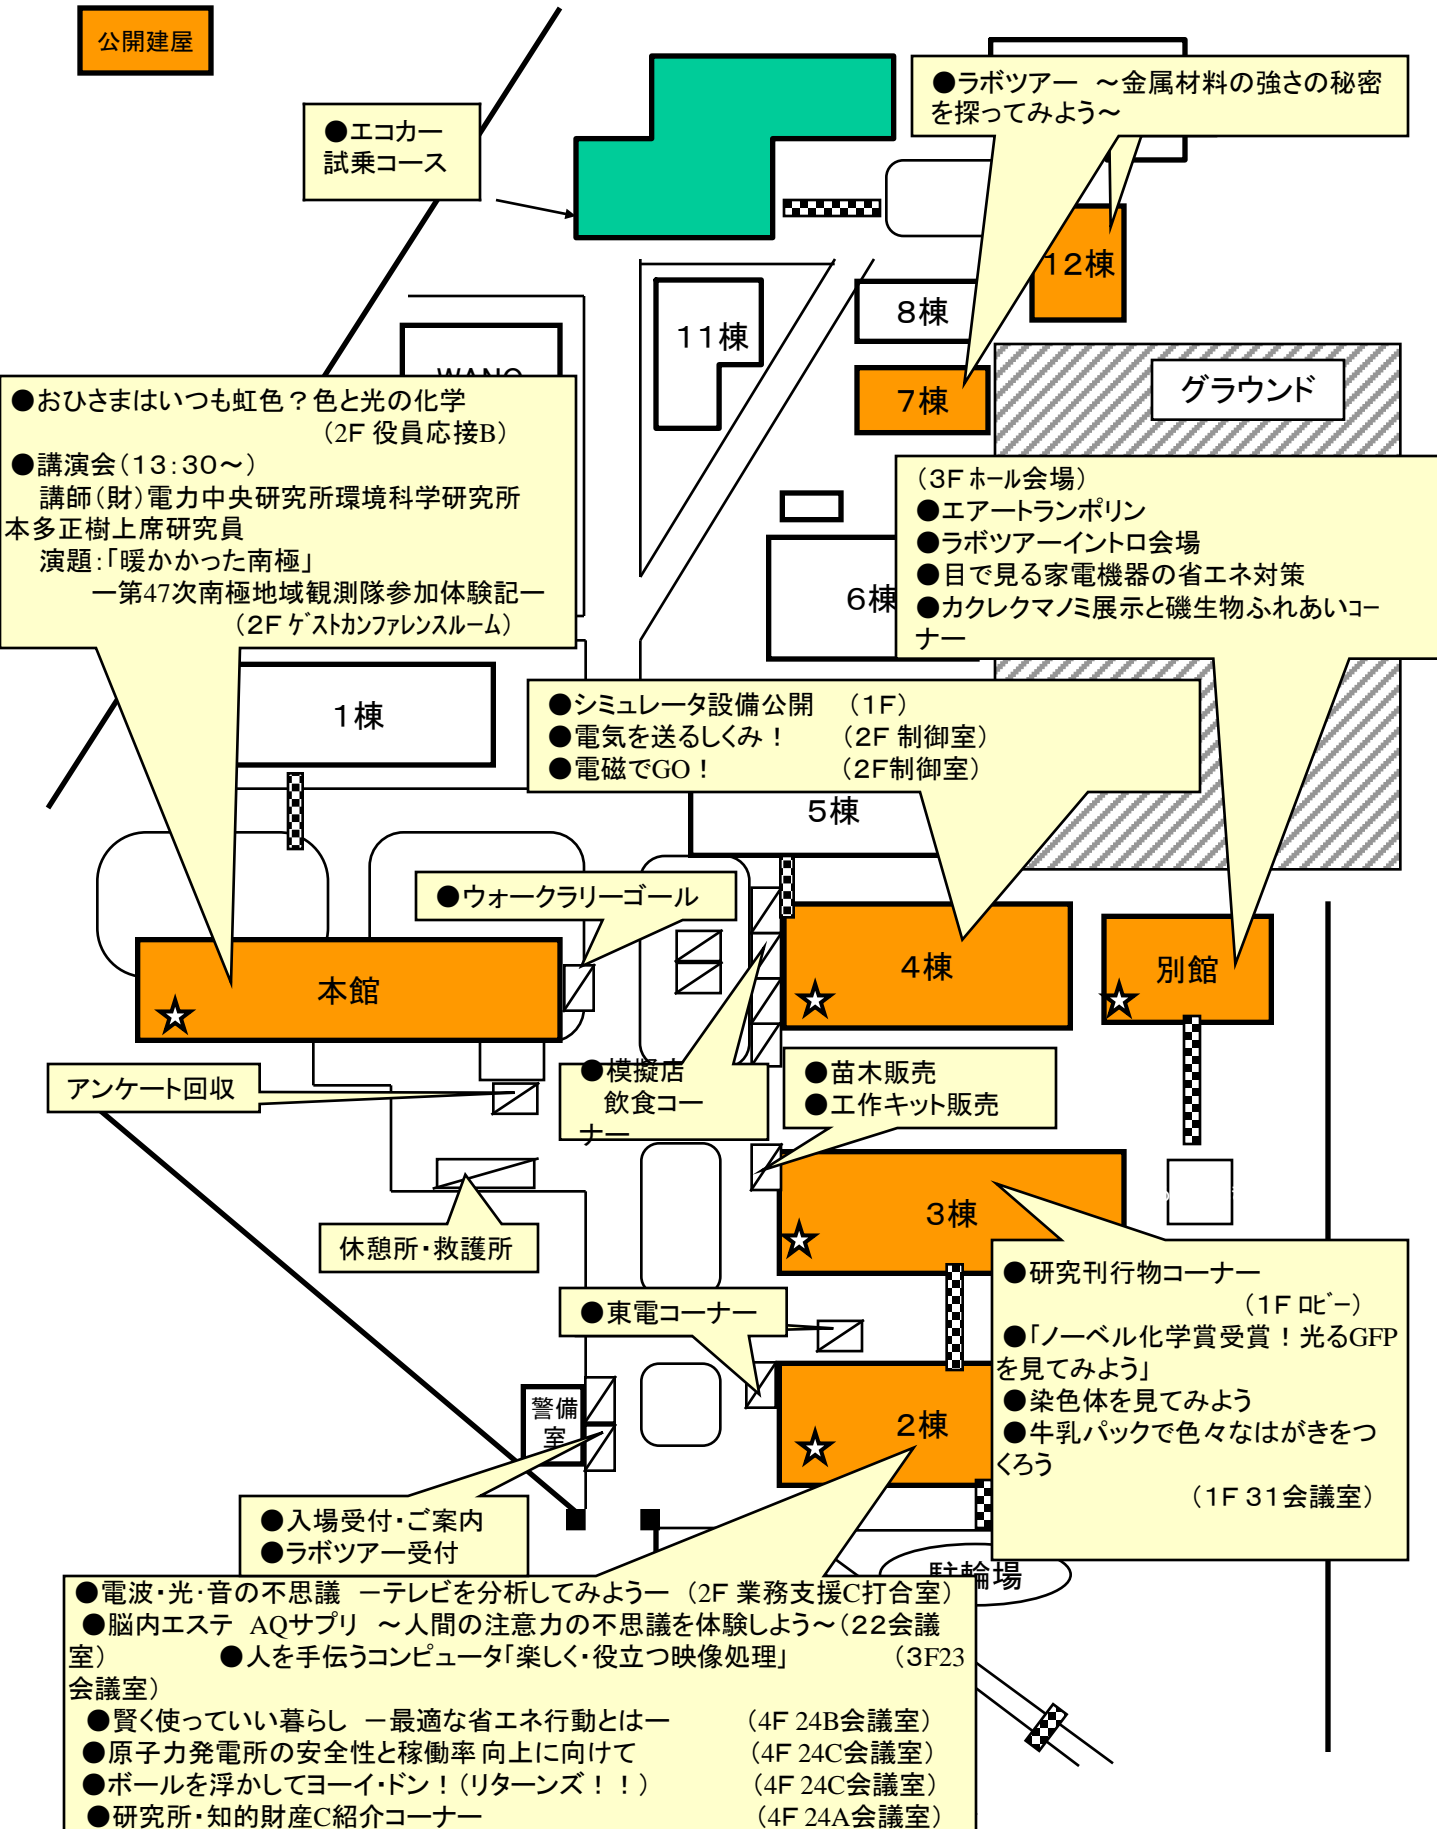 公開建屋
●ラボツアー　～金属材料の強さの秘密
を探ってみよう～
●エコカー
試乗コース
12棟
8棟
11棟
7棟
グラウンド
●おひさまはいつも虹色？色と光の化学
（2F 役員応接B）
●講演会（13：30～）
講師（財）電力中央研究所環境科学研究所
本多正樹上席研究員
演題：「暖かかった南極」
―第47次南極地域観測隊参加体験記―
（2F ｹﾞｽﾄｶﾝﾌｧﾚﾝｽﾙｰﾑ）
（3F ﾎｰﾙ会場）
●エアートランポリン
●ラボツアーイントロ会場
●目で見る家電機器の省エネ対策
●カクレクマノミ展示と磯生物ふれあいｺｰ
ナー
6棟
1棟
●シミュレータ設備公開　（1F）
●電気を送るしくみ！　（2F 制御室）
●電磁でGO！　（2F制御室）
5棟
●ウォークラリーゴール
本館
4棟
別館
アンケート回収
●模擬店
飲食コー
ナー
●苗木販売
●工作キット販売
3棟
休憩所・救護所
●東電コーナー
●研究刊行物コーナー
（1F ﾛﾋﾞｰ）
●「ノーベル化学賞受賞！光るGFP
を見てみよう」
●染色体を見てみよう
●牛乳パックで色々なはがきをつ
くろう
（1F 31会議室）
警備
室
2棟
●入場受付・ご案内
●ラボツアー受付
駐輪場
●電波・光・音の不思議　－テレビを分析してみよう－（2F 業務支援C打合室）
●脳内エステ　AQサプリ　～人間の注意力の不思議を体験しよう～（22会議
室）　●人を手伝うコンピュータ「楽しく・役立つ映像処理」　（3F23
会議室）
●賢く使っていい暮らし　－最適な省エネ行動とは－　（4F 24B会議室）
●原子力発電所の安全性と稼働率向上に向けて　（4F 24C会議室）
●ボールを浮かしてヨーイ・ドン！（リターンズ！！）　（4F 24C会議室）
●研究所・知的財産C紹介コーナー　（4F 24A会議室）